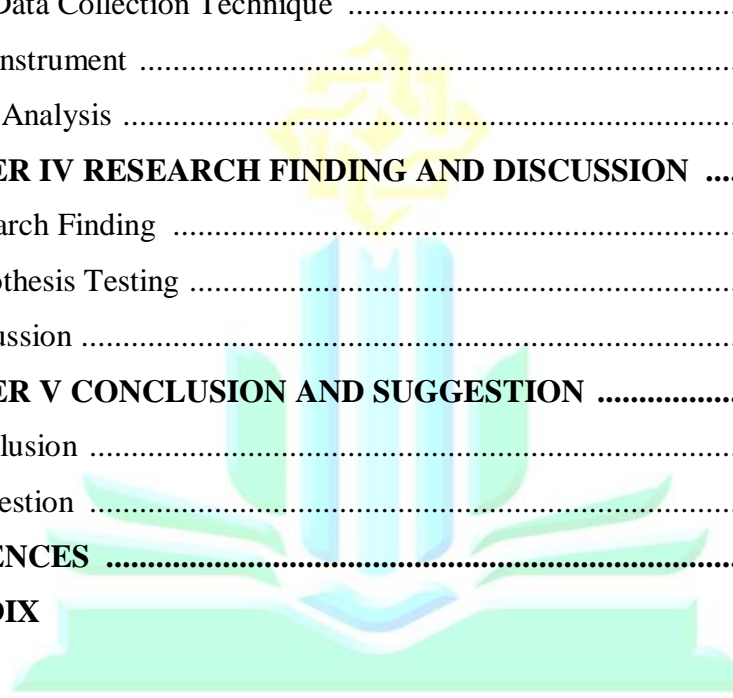 Data Collection Technique ........................................................
nstrument ........................................................................................
Analysis ...........................................................................................
ER IV RESEARCH FINDING AND DISCUSSION ....
arch Finding ...................................................................................
othesis Testing .................................................................................
ussion ................................................................................................
ER V CONCLUSION AND SUGGESTION .................
lusion ...............................................................................................
estion ...............................................................................................
ENCES ............................................................................................
DIX